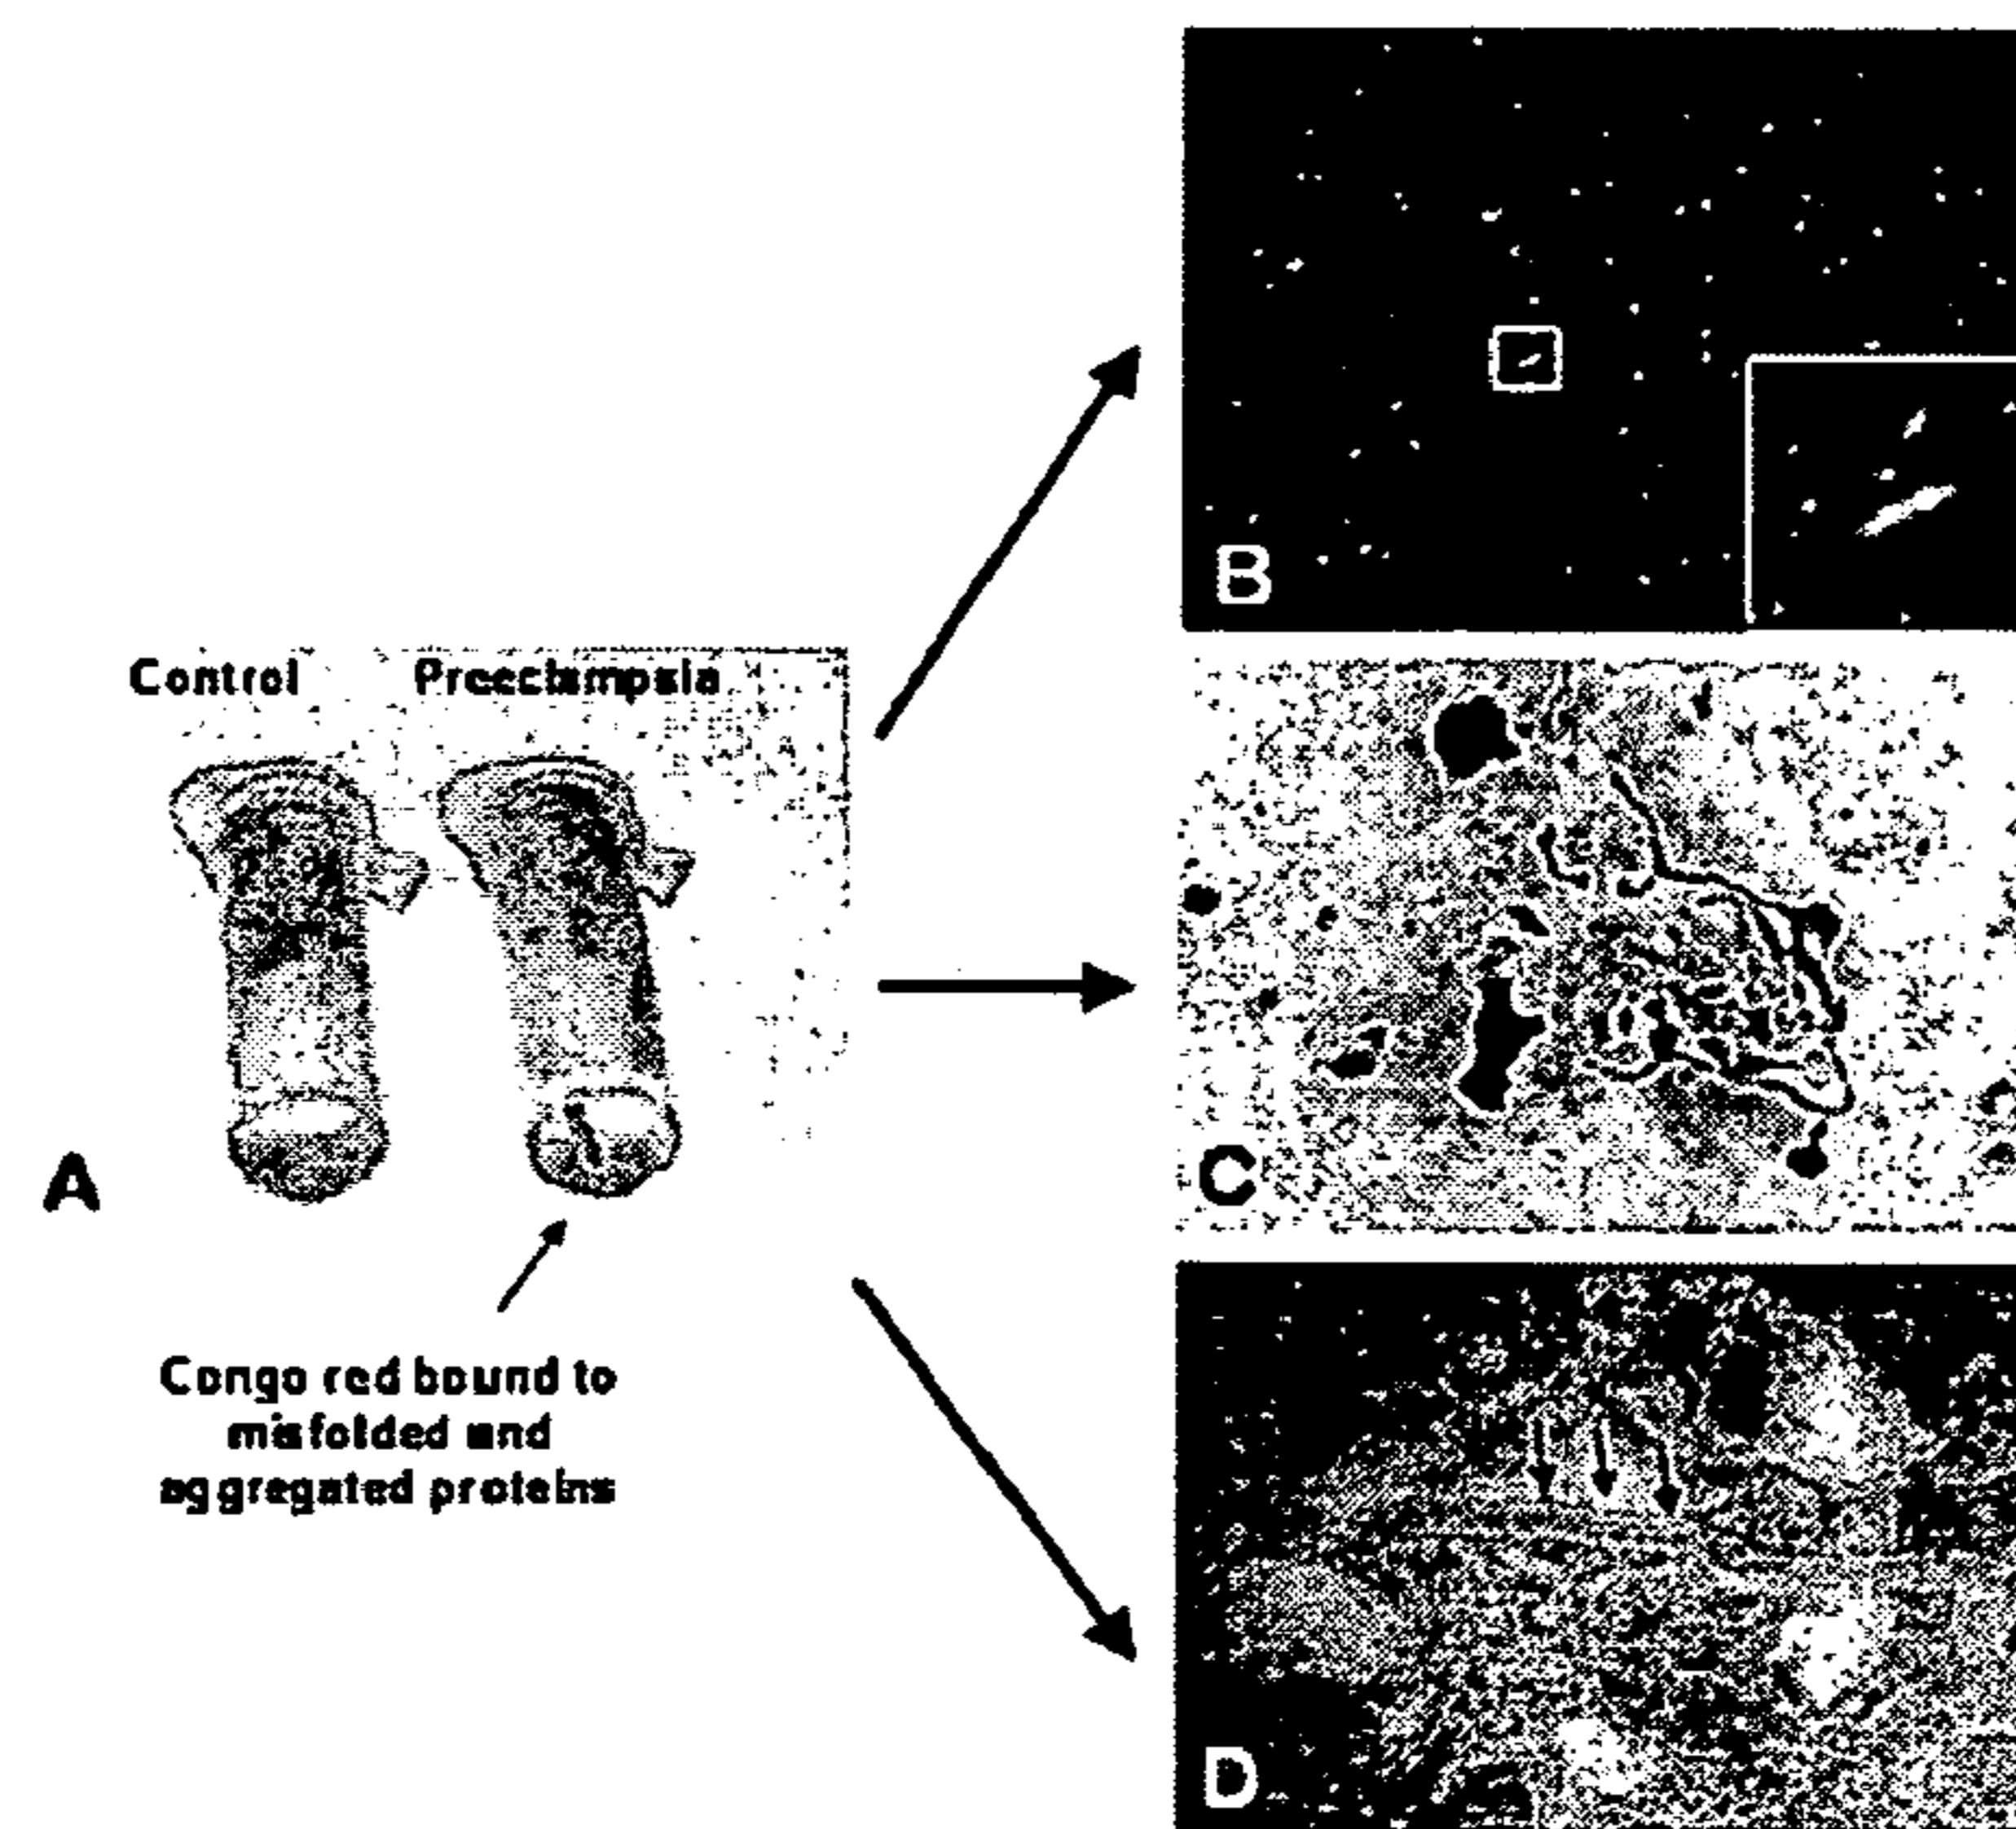 Control Preeclampsia
A
Congo red bound to
misfolded and
aggregated proteins
B
C
D